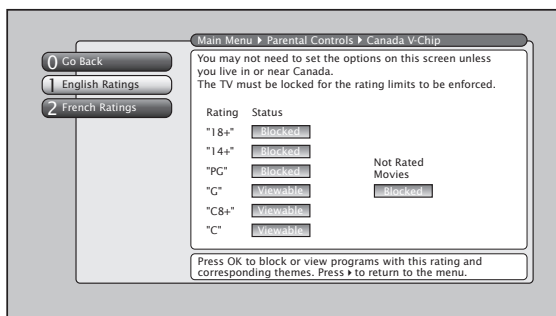 Main Menu ▸ Parental Controls ▸ Canada V-Chip
0 Go Back
1 English Ratings
2 French Ratings
You may not need to set the options on this screen unless
you live in or near Canada.
The TV must be locked for the rating limits to be enforced.
Rating Status
"18+" Blocked
"14+" Blocked
"PG" Blocked
"G" Viewable
"C8+" Viewable
"C" Viewable
Not Rated
Movies
Blocked
Press OK to block or view programs with this rating and
corresponding themes. Press ▸ to return to the menu.